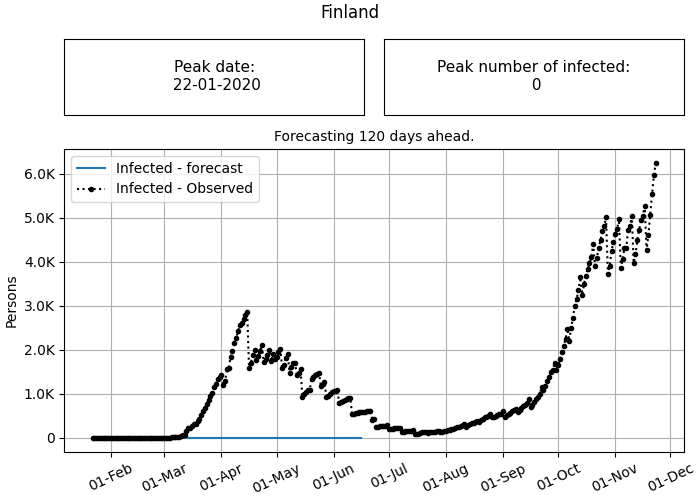 Finland
Peak date:
22-01-2020
Peak number of infected:
0
Forecasting 120 days ahead.
Infected - forecast
Infected - Observed
6.0K
5.0K
4.0K
3.0K
2.0K
1.0K
0
Persons
01-Feb
01-Mar
01-Apr
01-May
01-Jun
01-Jul
01-Aug
01-Sep
01-Oct
01-Nov
01-Dec